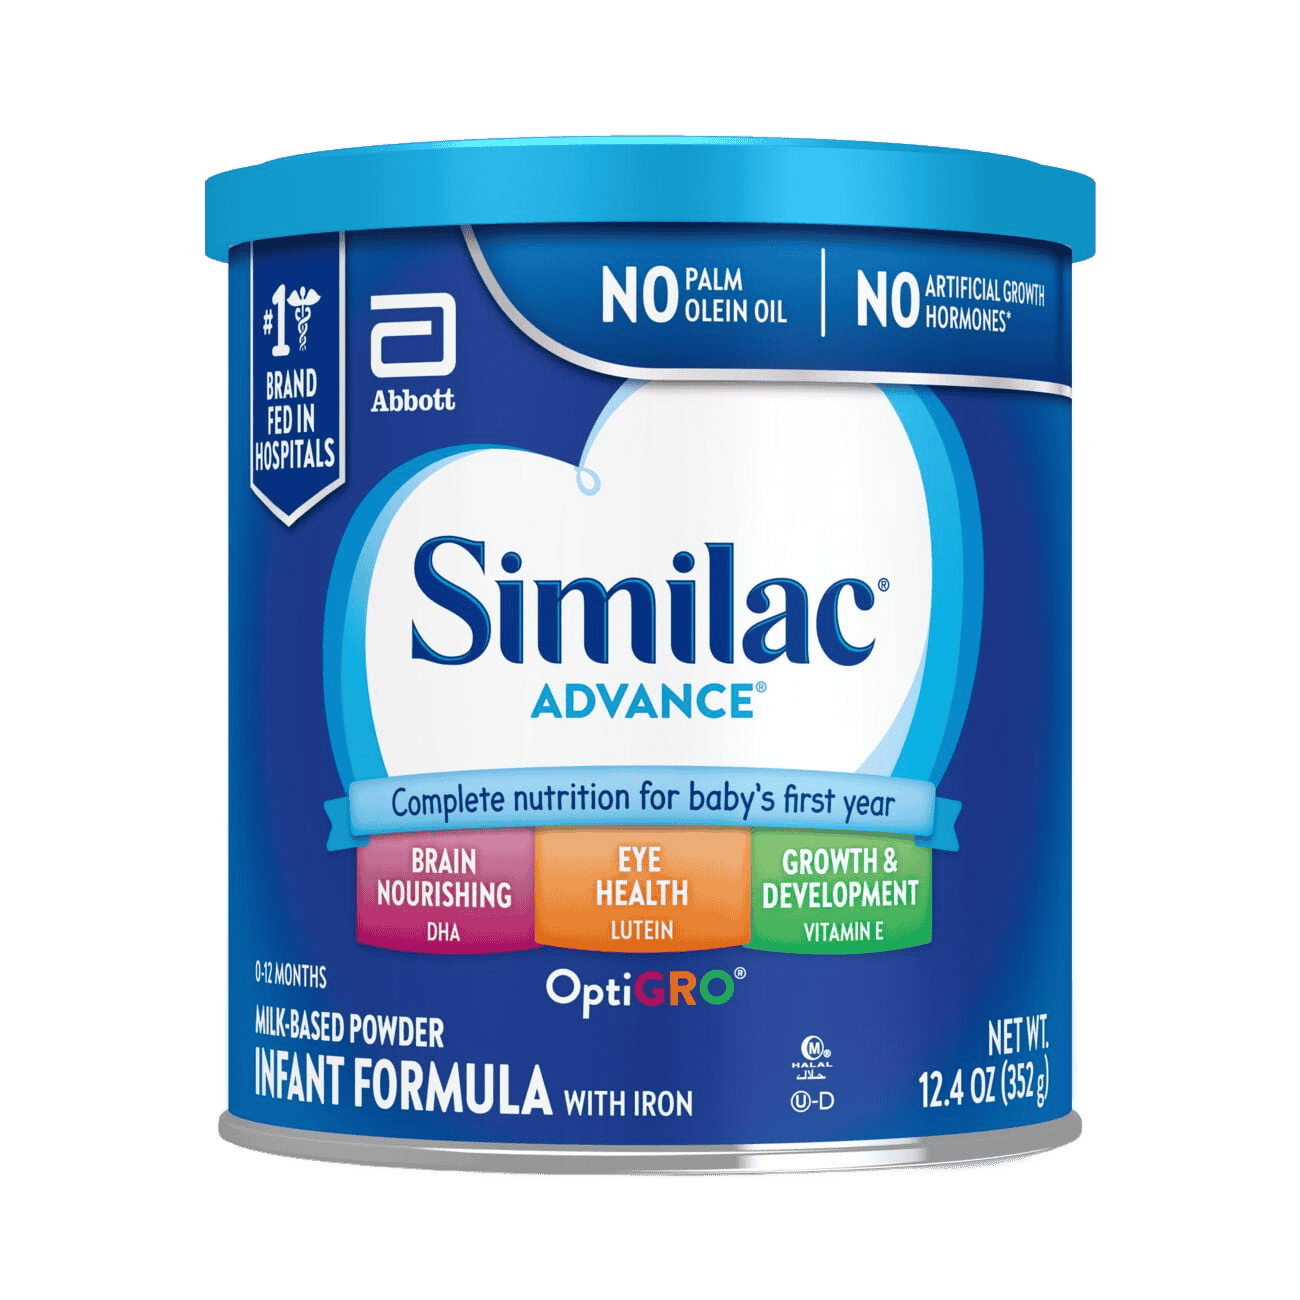 #1
BRAND
FED IN
HOSPITALS
Abbott
NO PALM
OLEIN OIL
NO ARTIFICIAL GROWTH
HORMONES*
Similac®
ADVANCE®
Complete nutrition for baby's first year
BRAIN
NOURISHING
DHA
EYE
HEALTH
LUTEIN
GROWTH &
DEVELOPMENT
VITAMIN E
OptiGRO®
0-12 MONTHS
MILK-BASED POWDER
INFANT FORMULA WITH IRON
M®
HALAL
حلال
U-D
NET WT.
12.4 OZ (352 g)